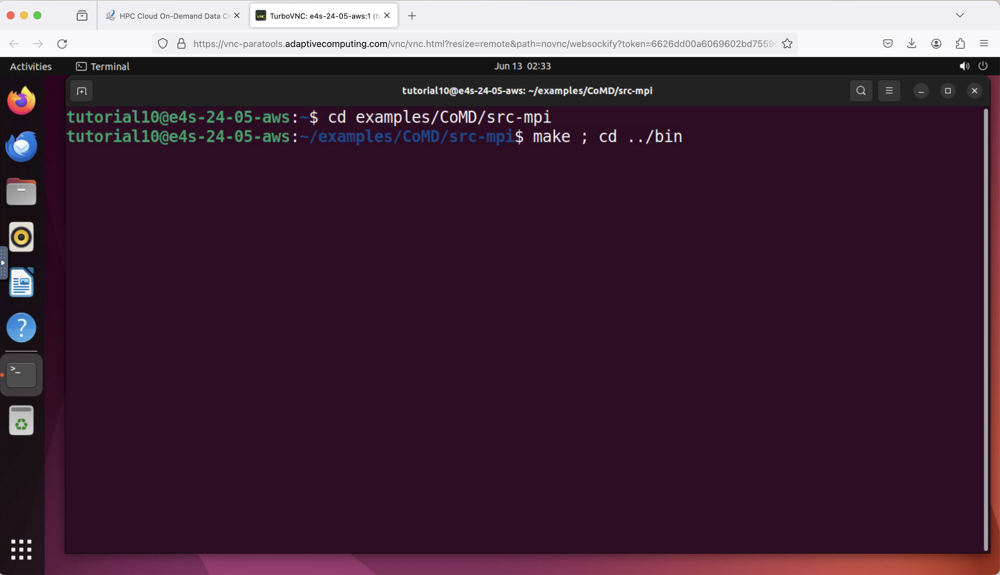 HPC Cloud On-Demand Data Ce
VNC
TurboVNC: e4s-24-05-aws:1 (tu
https://vnc-paratools.adaptivecomputing.com/vnc/vnc.html?resize=remote&path=novnc/websockify?token=6626dd00a6069602bd75590
Activities
Terminal
Jun 13 02:33
tutorial10@e4s-24-05-aws: ~/examples/CoMD/src-mpi
tutorial10@e4s-24-05-aws:~$ cd examples/CoMD/src-mpi
tutorial10@e4s-24-05-aws:~/examples/CoMD/src-mpi$ make ; cd ../bin